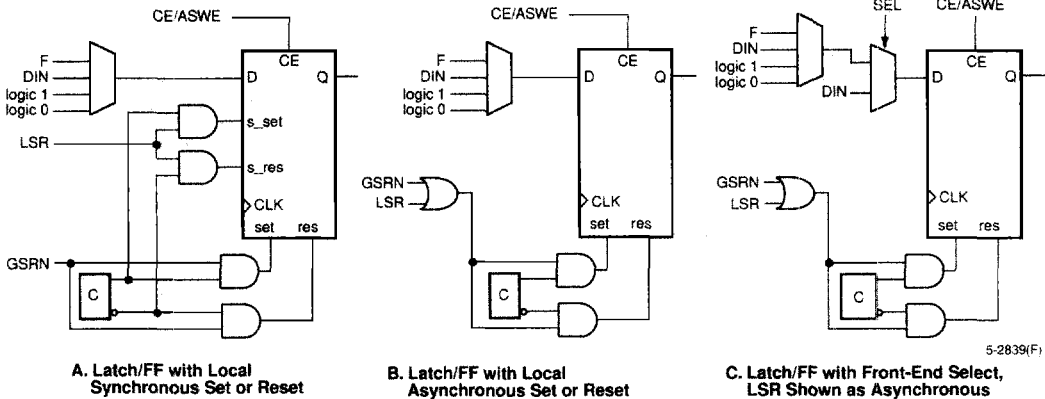 CE/ASWE
F
DIN
logic 1
logic 0
LSR
D
CE
Q
s_set
s_res
CLK
set res
GSRN
C
A. Latch/FF with Local
Synchronous Set or Reset
CE/ASWE
F
DIN
logic 1
logic 0
D
CE
Q
GSRN
LSR
CLK
set res
C
B. Latch/FF with Local
Asynchronous Set or Reset
SEL
CE/ASWE
F
DIN
logic 1
logic 0
DIN
D
CE
Q
GSRN
LSR
CLK
set res
C
5-2839(F)
C. Latch/FF with Front-End Select,
LSR Shown as Asynchronous